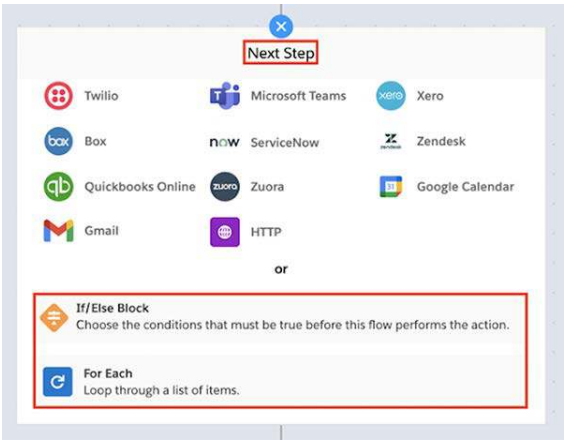 Next Step
Twilio
T
Microsoft Teams
xero
Xero
box
Box
now
ServiceNow
zendesk
Zendesk
qb
Quickbooks Online
zuora
Zuora
31
Google Calendar
Gmail
HTTP
or
If/Else Block
Choose the conditions that must be true before this flow performs the action.
For Each
Loop through a list of items.